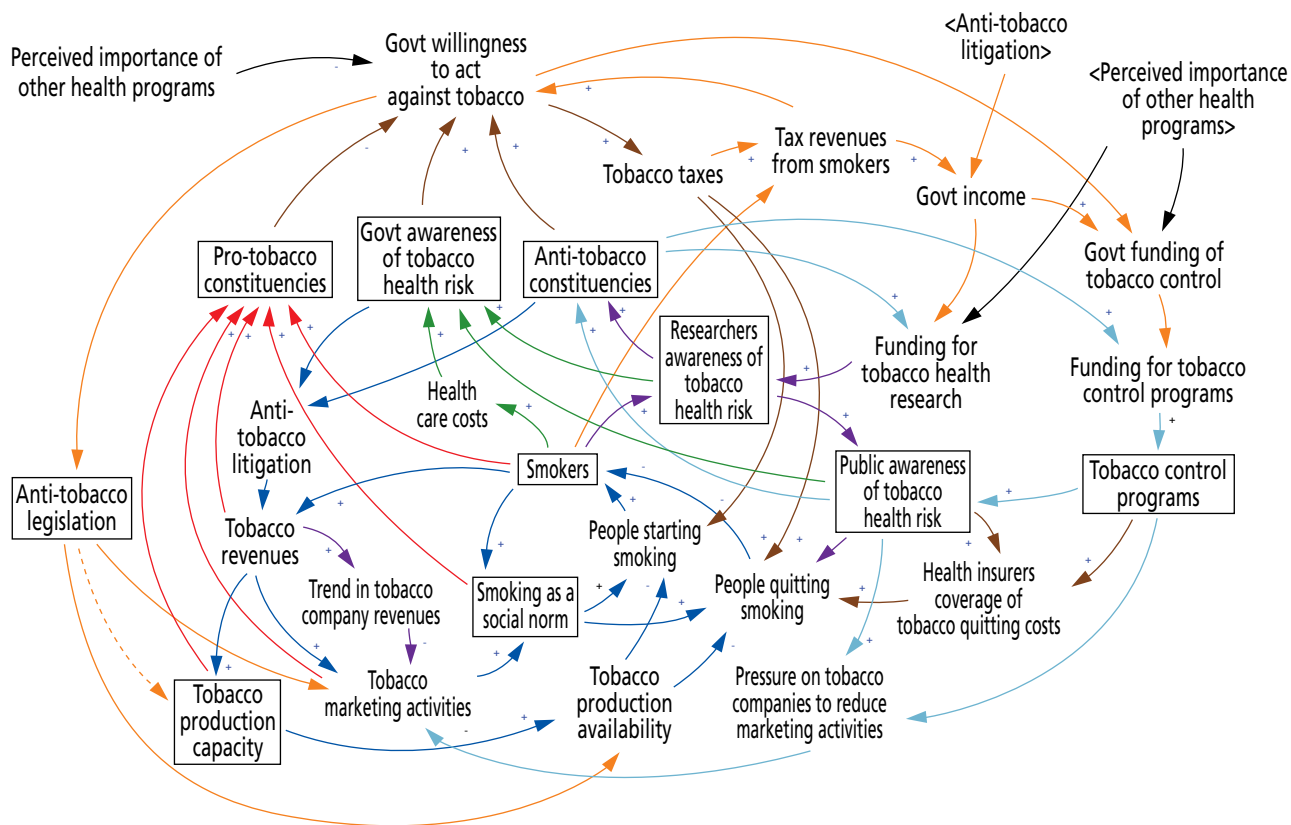 Perceived importance of
other health programs
Govt willingness
to act
against tobacco
<Anti-tobacco
litigation>
<Perceived importance
of other health
programs>
Tax revenues
from smokers
Tobacco taxes
Govt income
Govt funding of
tobacco control
Pro-tobacco
constituencies
Govt awareness
of tobacco
health risk
Anti-tobacco
constituencies
Researchers
awareness of
tobacco
health risk
Funding for
tobacco health
research
Funding for tobacco
control programs
Health
care costs
Anti-
tobacco
litigation
Smokers
Public awareness
of tobacco
health risk
Tobacco control
programs
Anti-tobacco
legislation
Tobacco
revenues
People starting
smoking
Trend in tobacco
company revenues
Smoking as a
social norm
People quitting
smoking
Health insurers
coverage of
tobacco quitting costs
Tobacco
production
capacity
Tobacco
marketing activities
Tobacco
production
availability
Pressure on tobacco
companies to reduce
marketing activities